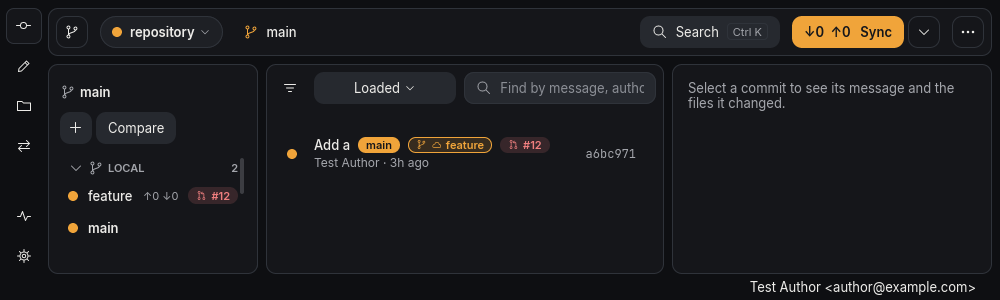 repository
main
Search Ctrl K
↓0 ↑0 Sync
main
Compare
LOCAL 2
feature ↑0 ↓0 #12
main
Loaded
Find by message, autho
Add a main feature #12
a6bc971
Test Author · 3h ago
Select a commit to see its message and the
files it changed.
Test Author <author@example.com>